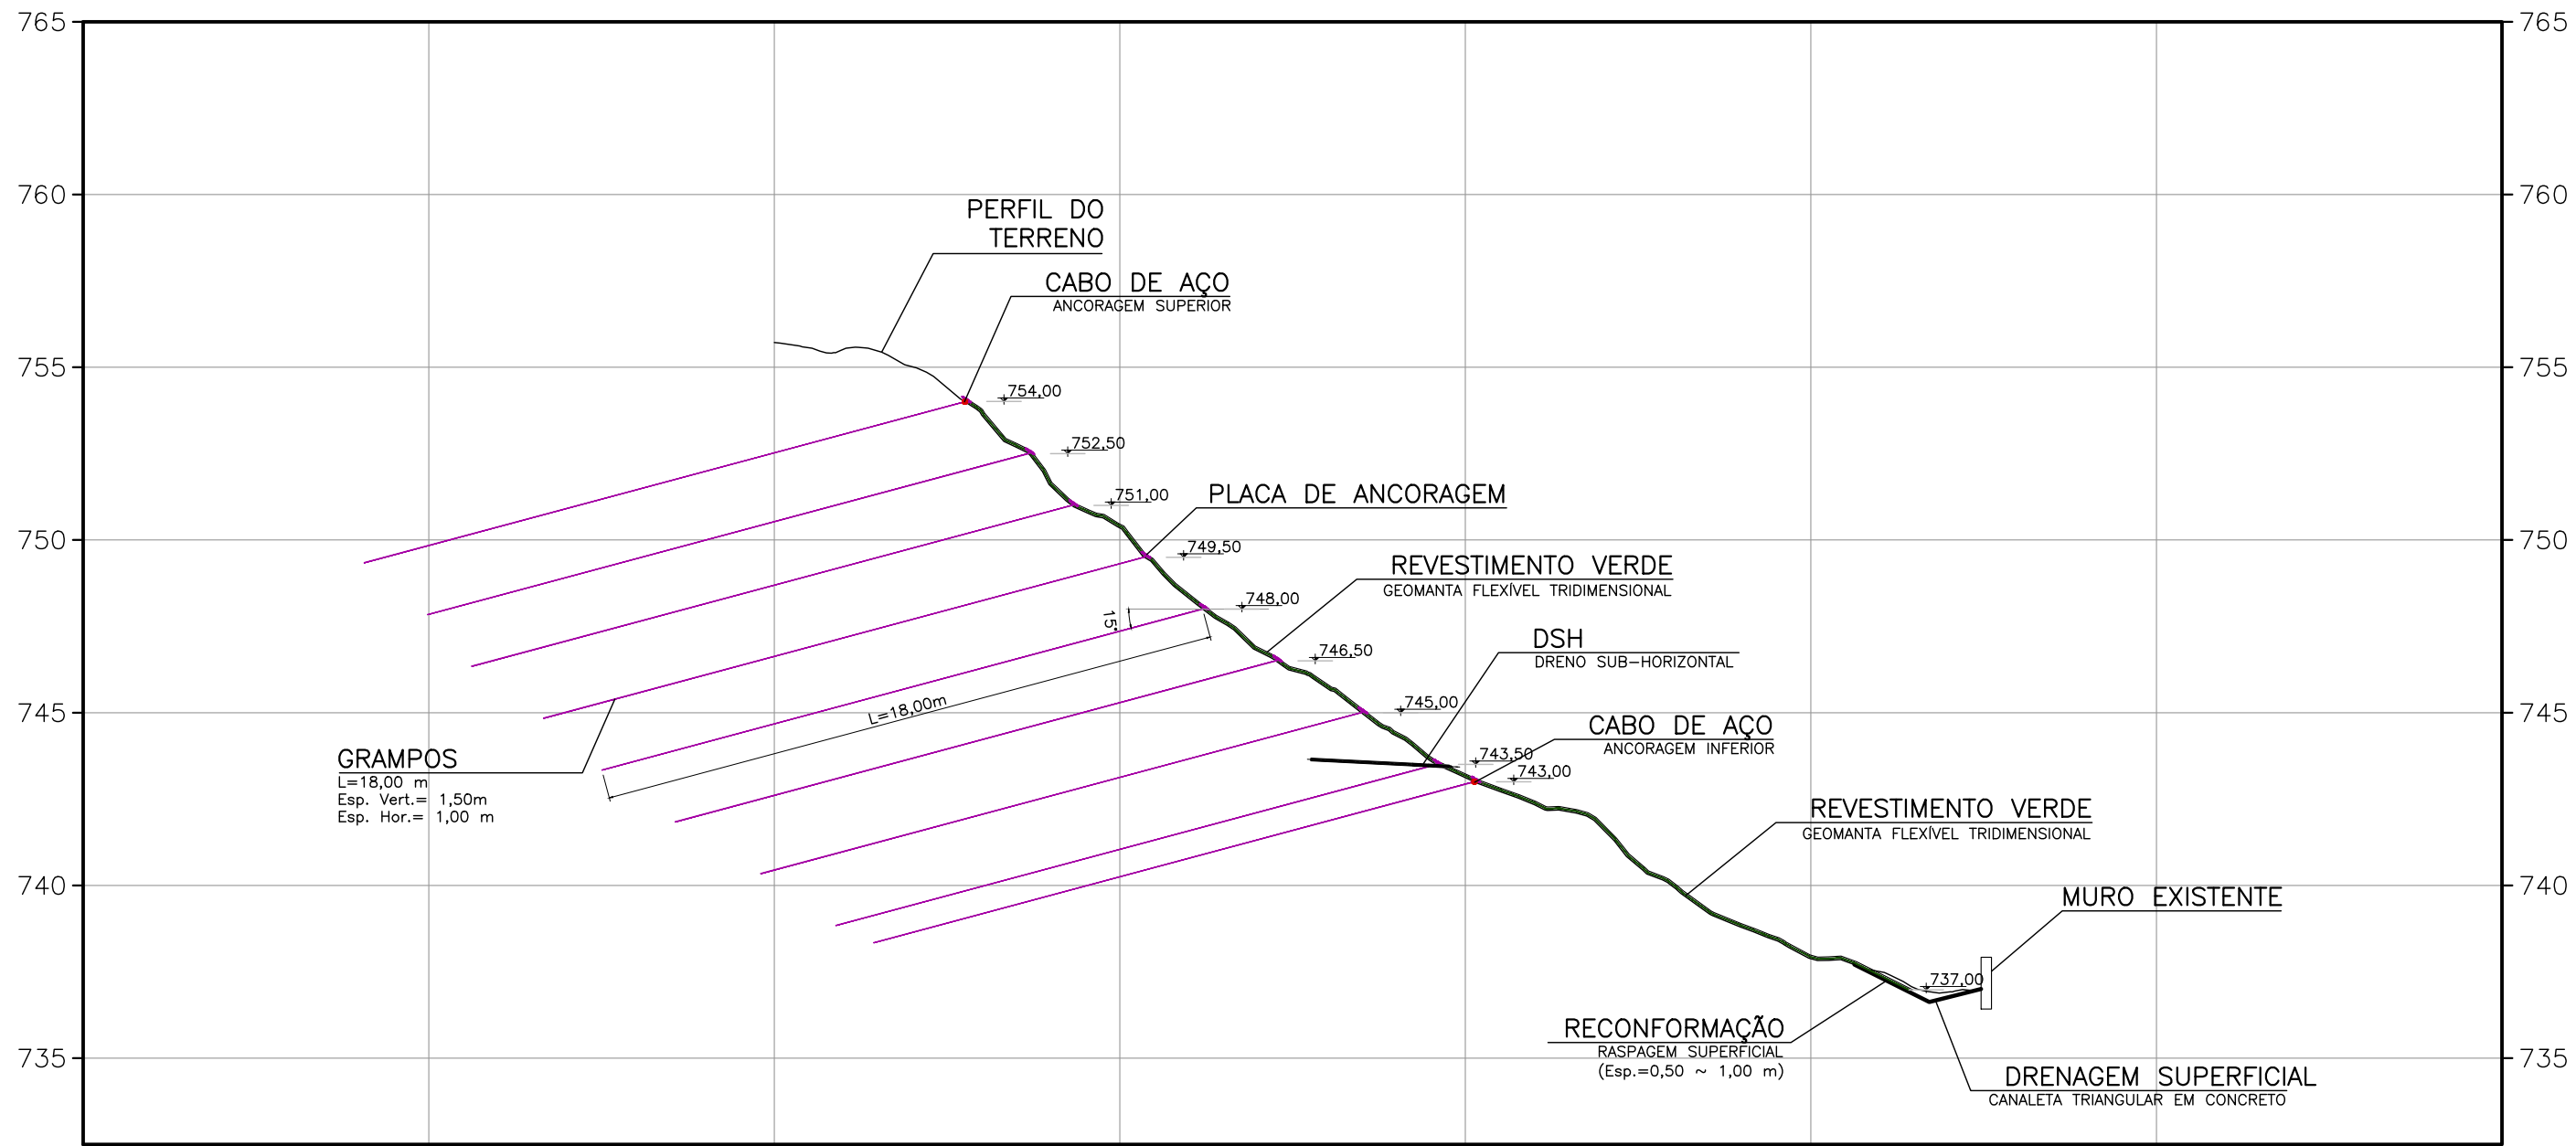 765
765
760
760
PERFIL DO
TERRENO
CABO DE AÇO
ANCORAGEM SUPERIOR
755
755
754,00
752,50
751,00
PLACA DE ANCORAGEM
750
750
749,50
REVESTIMENTO VERDE
GEOMANTA FLEXÍVEL TRIDIMENSIONAL
748,00
15°
DSH
DRENO SUB-HORIZONTAL
746,50
L=18,00m
745
745
745,00
CABO DE AÇO
ANCORAGEM INFERIOR
743,50
743,00
GRAMPOS
L=18,00 m
Esp. Vert.= 1,50m
Esp. Hor.= 1,00 m
REVESTIMENTO VERDE
GEOMANTA FLEXÍVEL TRIDIMENSIONAL
740
740
MURO EXISTENTE
737,00
RECONFORMAÇÃO
RASPAGEM SUPERFICIAL
(Esp.=0,50 ~ 1,00 m)
735
735
DRENAGEM SUPERFICIAL
CANALETA TRIANGULAR EM CONCRETO